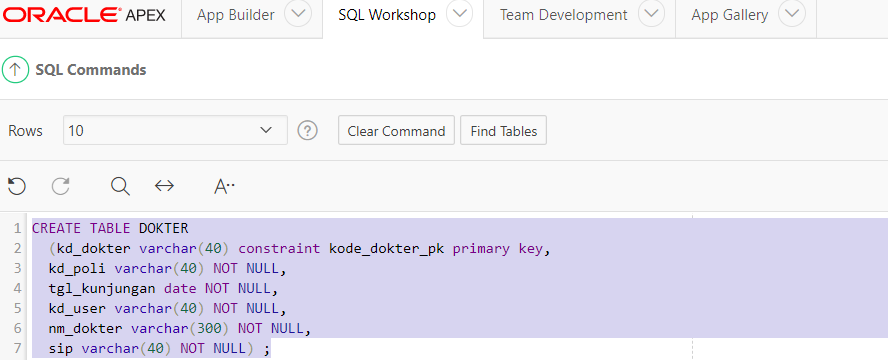 ORACLE APEX App Builder SQL Workshop Team Development App Gallery
SQL Commands
Rows 10 ? Clear Command Find Tables
A··
1 CREATE TABLE DOKTER
2 (kd_dokter varchar(40) constraint kode_dokter_pk primary key,
3 kd_poli varchar(40) NOT NULL,
4 tgl_kunjungan date NOT NULL,
5 kd_user varchar(40) NOT NULL,
6 nm_dokter varchar(300) NOT NULL,
7 sip varchar(40) NOT NULL) ;